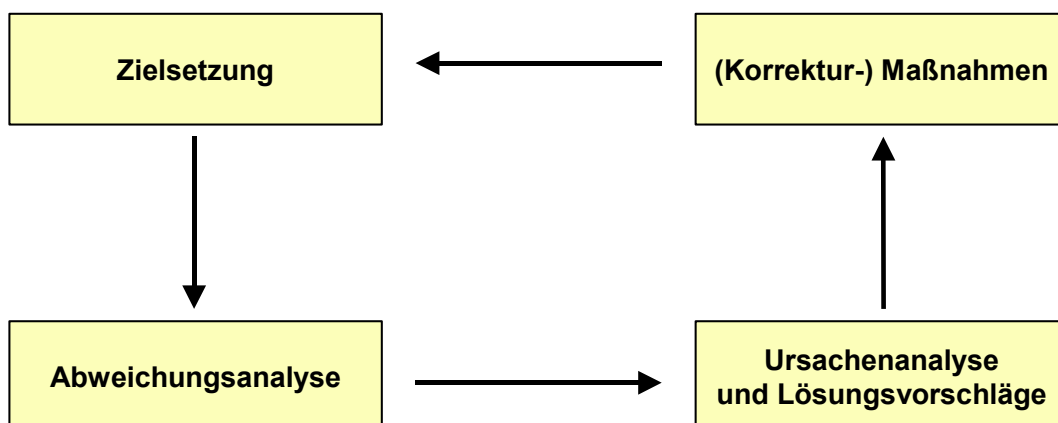 Zielsetzung
(Korrektur-) Maßnahmen
Abweichungsanalyse
Ursachenanalyse
und Lösungsvorschläge